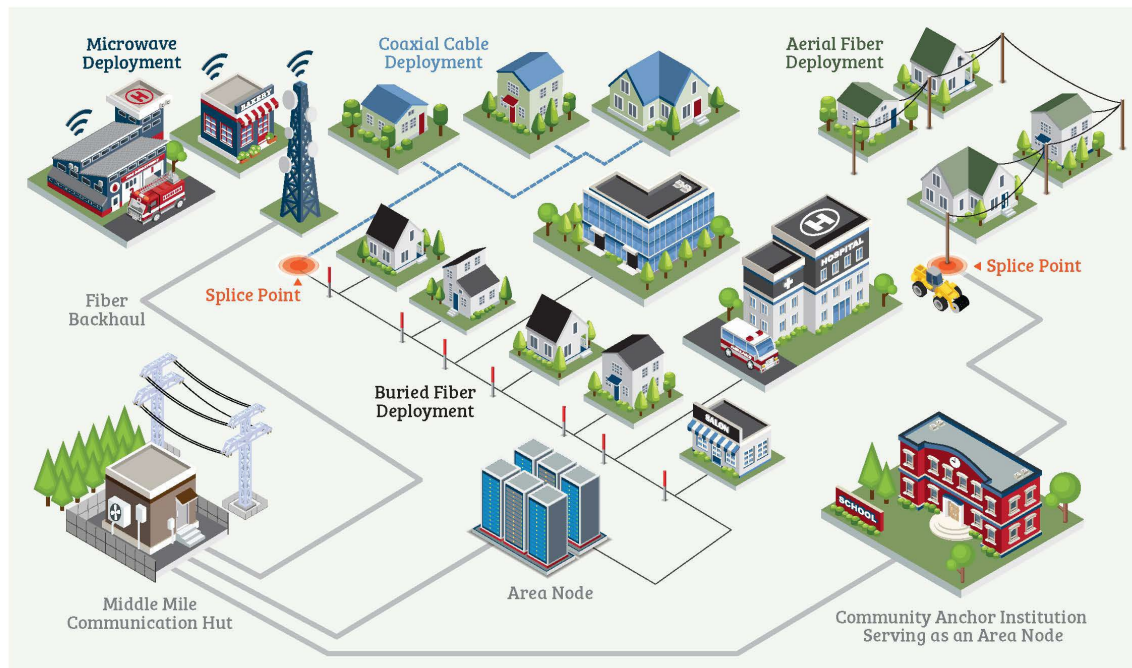 Microwave
Deployment
Coaxial Cable
Deployment
Aerial Fiber
Deployment
H
BAKERY
H
HOSPITAL
Splice Point
Splice Point
Fiber
Backhaul
Buried Fiber
Deployment
SALON
SCHOOL
Area Node
Middle Mile
Communication Hut
Community Anchor Institution
Serving as an Area Node